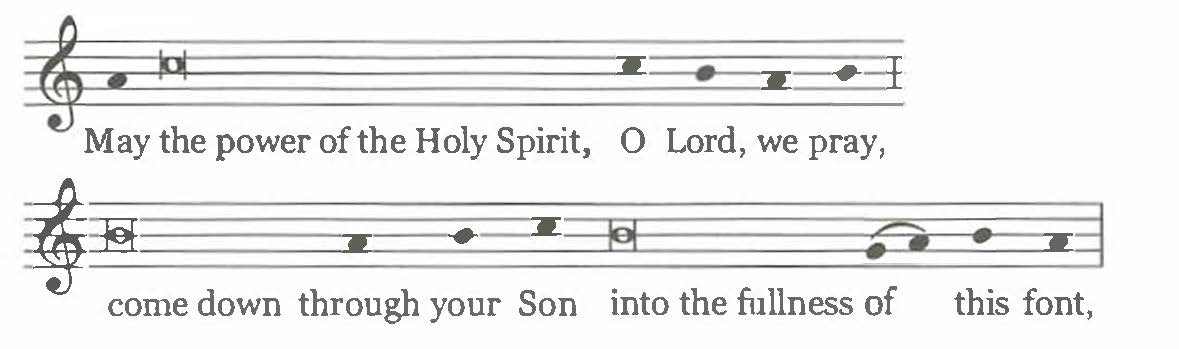 May the power of the Holy Spirit, O Lord, we pray,
come down through your Son into the fullness of this font,